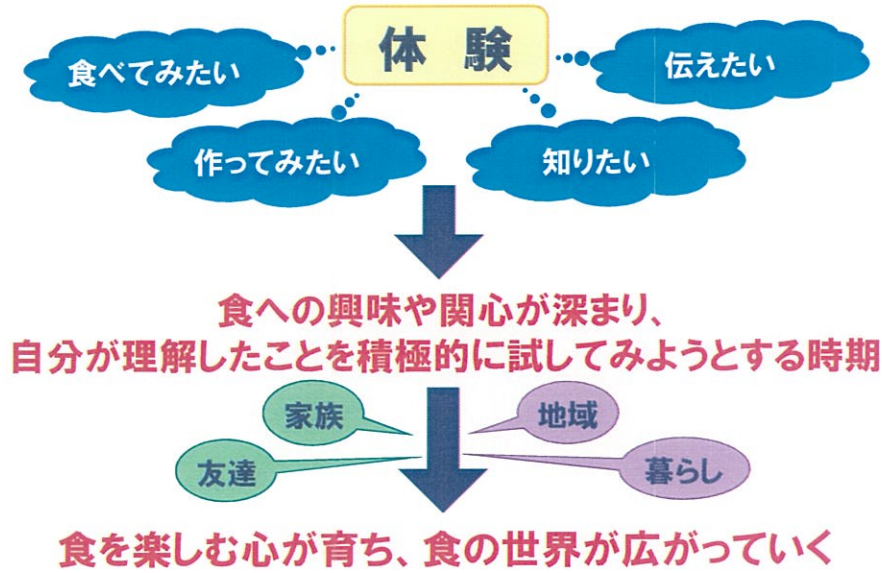 体験
食べてみたい
伝えたい
作ってみたい
知りたい
食への興味や関心が深まり、
自分が理解したことを積極的に試してみようとする時期
家族
地域
友達
暮らし
食を楽しむ心が育ち、食の世界が広がっていく